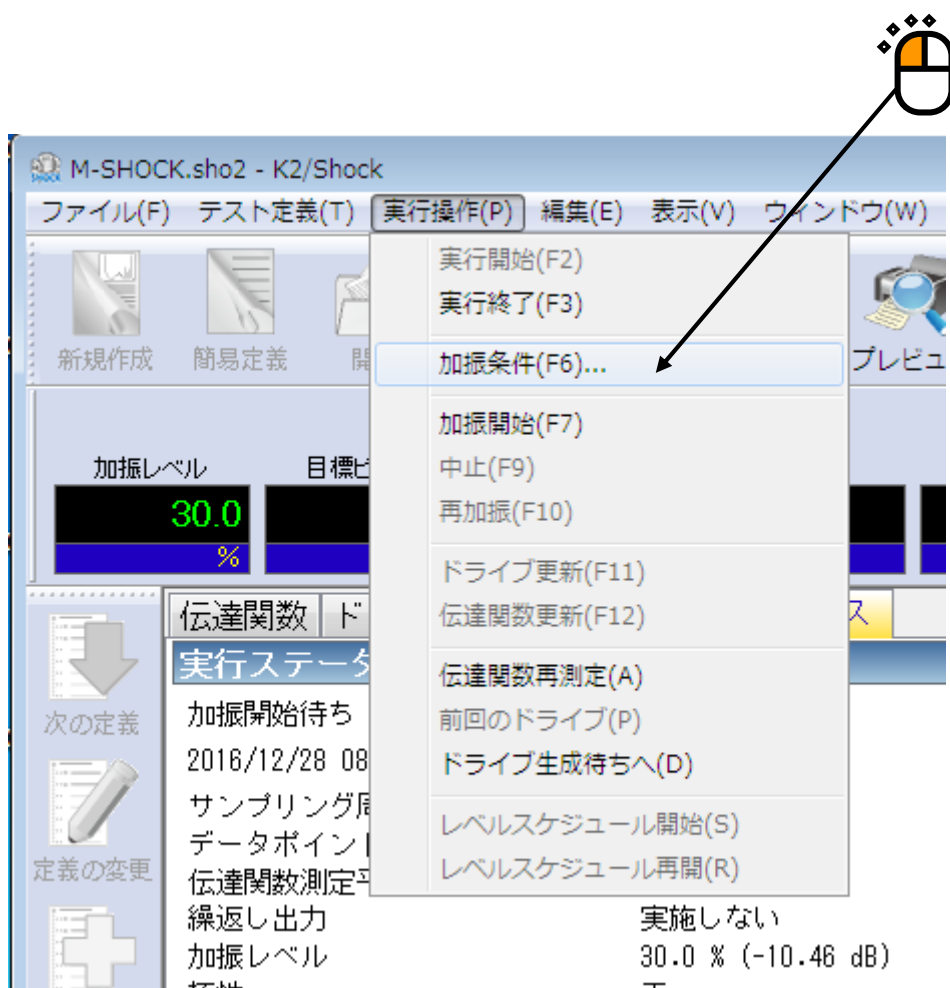 M-SHOCK.sho2 - K2/Shock
ファイル(F) テスト定義(T) 実行操作(P) 編集(E) 表示(V) ウィンドウ(W)
実行開始(F2)
実行終了(F3)
加振条件(F6)...
加振開始(F7)
中止(F9)
再加振(F10)
ドライブ更新(F11)
伝達関数更新(F12)
伝達関数再測定(A)
前回のドライブ(P)
ドライブ生成待ちへ(D)
レベルスケジュール開始(S)
レベルスケジュール再開(R)
新規作成 簡易定義 開 プレビュ
加振レベル 目標ピ
30.0
%
伝達関数 ド ス
実行ステータ
次の定義
定義の変更
加振開始待ち
2016/12/28 08
サンプリング周
データポイント
伝達関数測定平
繰返し出力 実施しない
加振レベル 30.0 % (-10.46 dB)